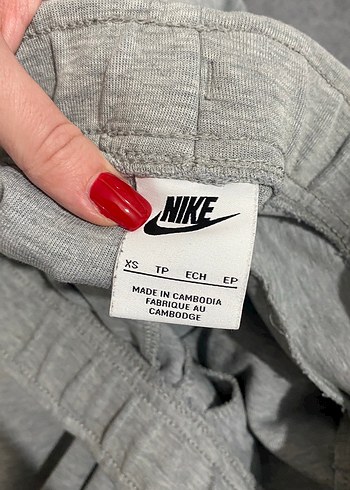 NIKE
XS TP ECH EP
MADE IN CAMBODIA
FABRIQUE AU
CAMBODGE